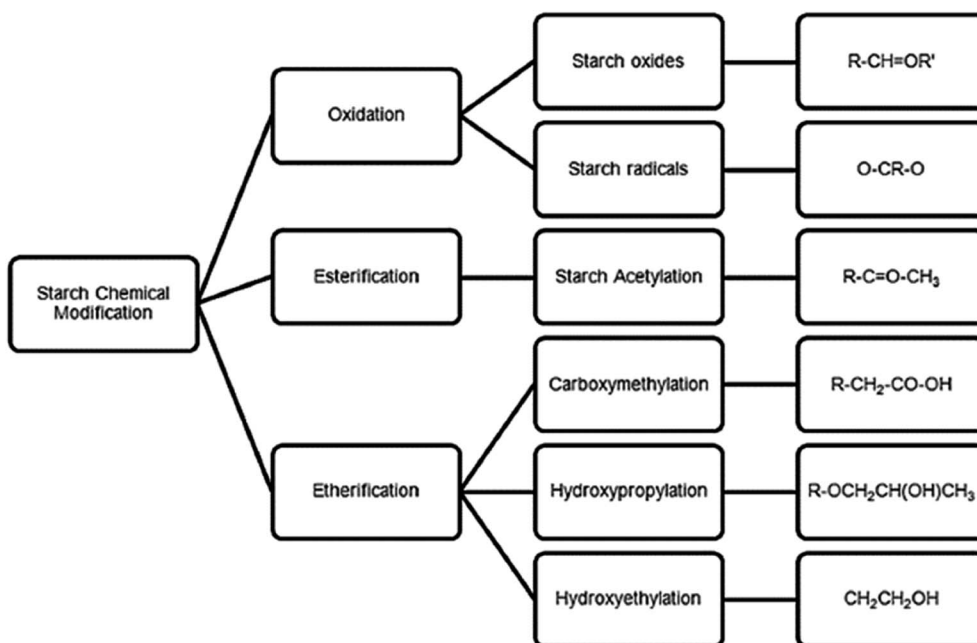 Starch Chemical
Modification
Oxidation
Starch oxides
R-CH=OR'
Starch radicals
O-CR-O
Esterification
Starch Acetylation
R-C=O-CH₃
Etherification
Carboxymethylation
R-CH₂-CO-OH
Hydroxypropylation
R-OCH₂CH(OH)CH₃
Hydroxyethylation
CH₂CH₂OH